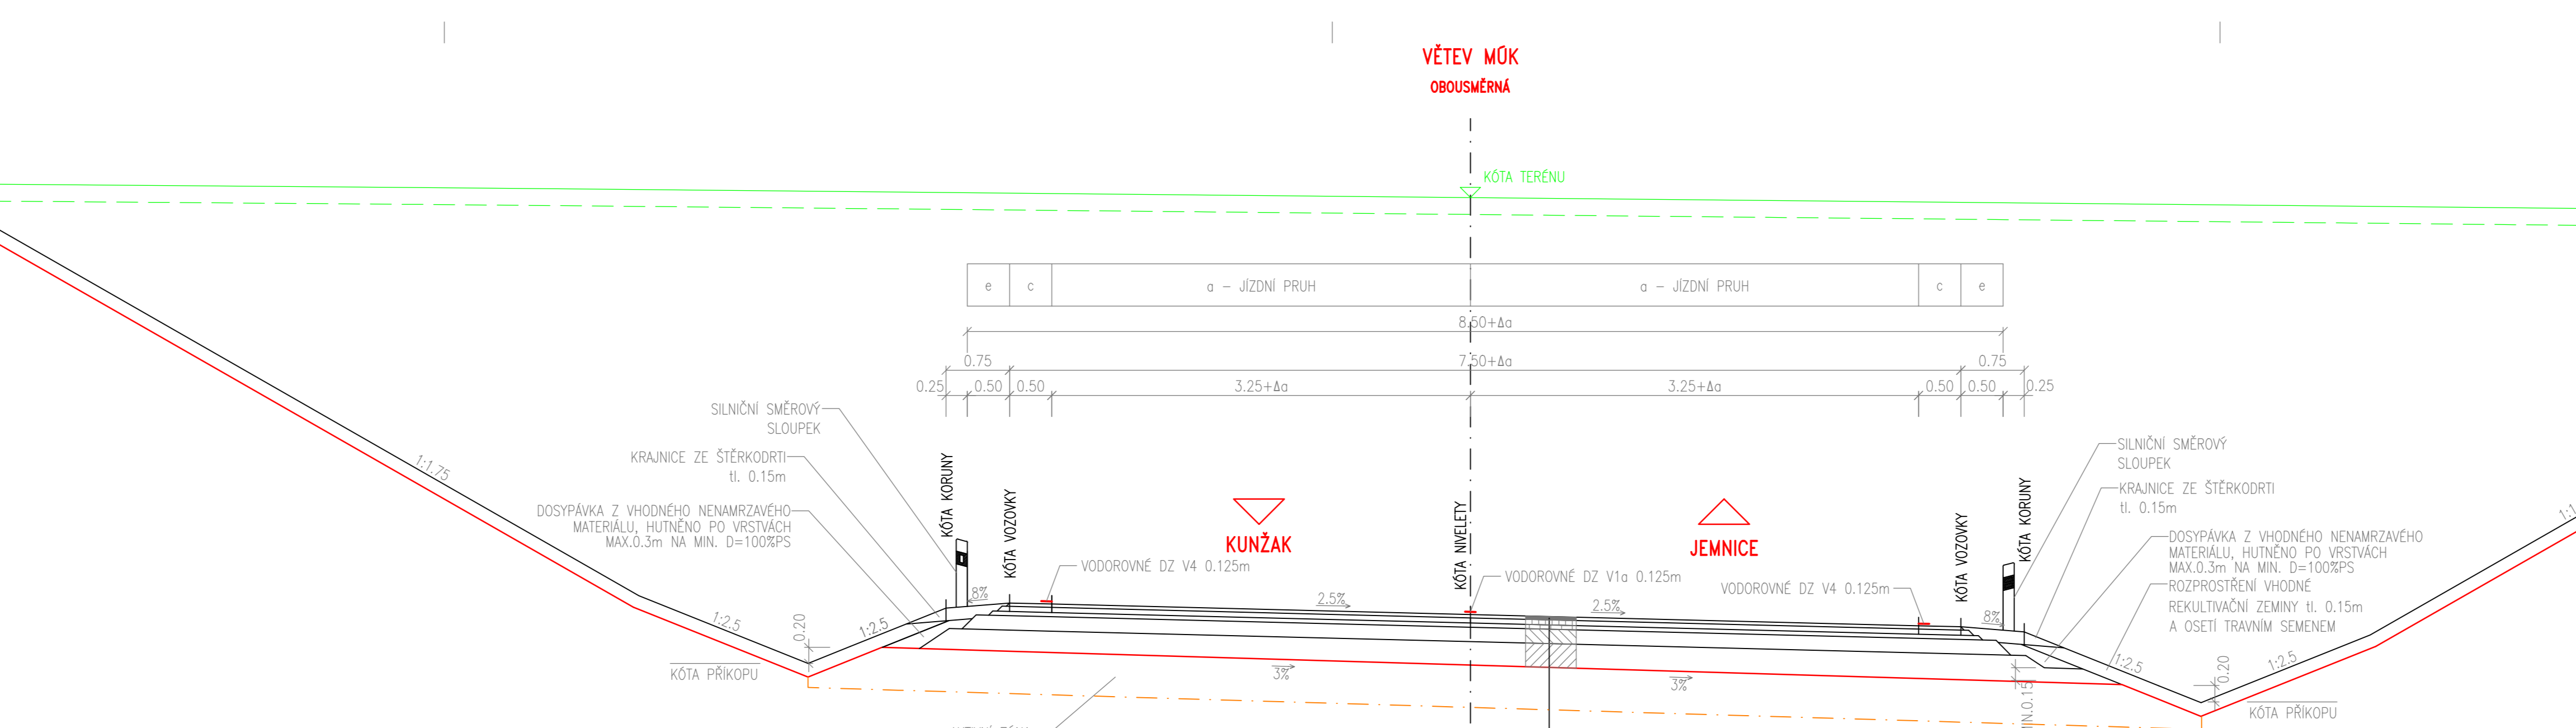 VĚTEV MÚK
OBOUSMĚRNÁ
KÓTA TERÉNU
e
c
a – JÍZDNÍ PRUH
a – JÍZDNÍ PRUH
c
e
8.50+Δa
0.75
7.50+Δa
0.75
0.25
0.50
0.50
3.25+Δa
3.25+Δa
0.50
0.50
0.25
SILNIČNÍ SMĚROVÝ
SLOUPEK
KRAJNICE ZE ŠTĚRKODRTI
tl. 0.15m
DOSYPÁVKA Z VHODNÉHO NENAMRZAVÉHO
MATERIÁLU, HUTNĚNO PO VRSTVÁCH
MAX.0.3m NA MIN. D=100%PS
KÓTA KORUNY
KÓTA VOZOVKY
KUNŽAK
KÓTA NIVELETY
JEMNICE
KÓTA VOZOVKY
KÓTA KORUNY
SILNIČNÍ SMĚROVÝ
SLOUPEK
KRAJNICE ZE ŠTĚRKODRTI
tl. 0.15m
DOSYPÁVKA Z VHODNÉHO NENAMRZAVÉHO
MATERIÁLU, HUTNĚNO PO VRSTVÁCH
MAX.0.3m NA MIN. D=100%PS
ROZPROSTŘENÍ VHODNÉ
REKULTIVAČNÍ ZEMINY tl. 0.15m
A OSETÍ TRAVNÍM SEMENEM
VODOROVNÉ DZ V4 0.125m
VODOROVNÉ DZ V1a 0.125m
VODOROVNÉ DZ V4 0.125m
1:1.75
1:2.5
0.20
1:2.5
8%
2.5%
2.5%
8%
1:2.5
0.20
1:2.5
KÓTA PŘÍKOPU
3%
3%
KÓTA PŘÍKOPU